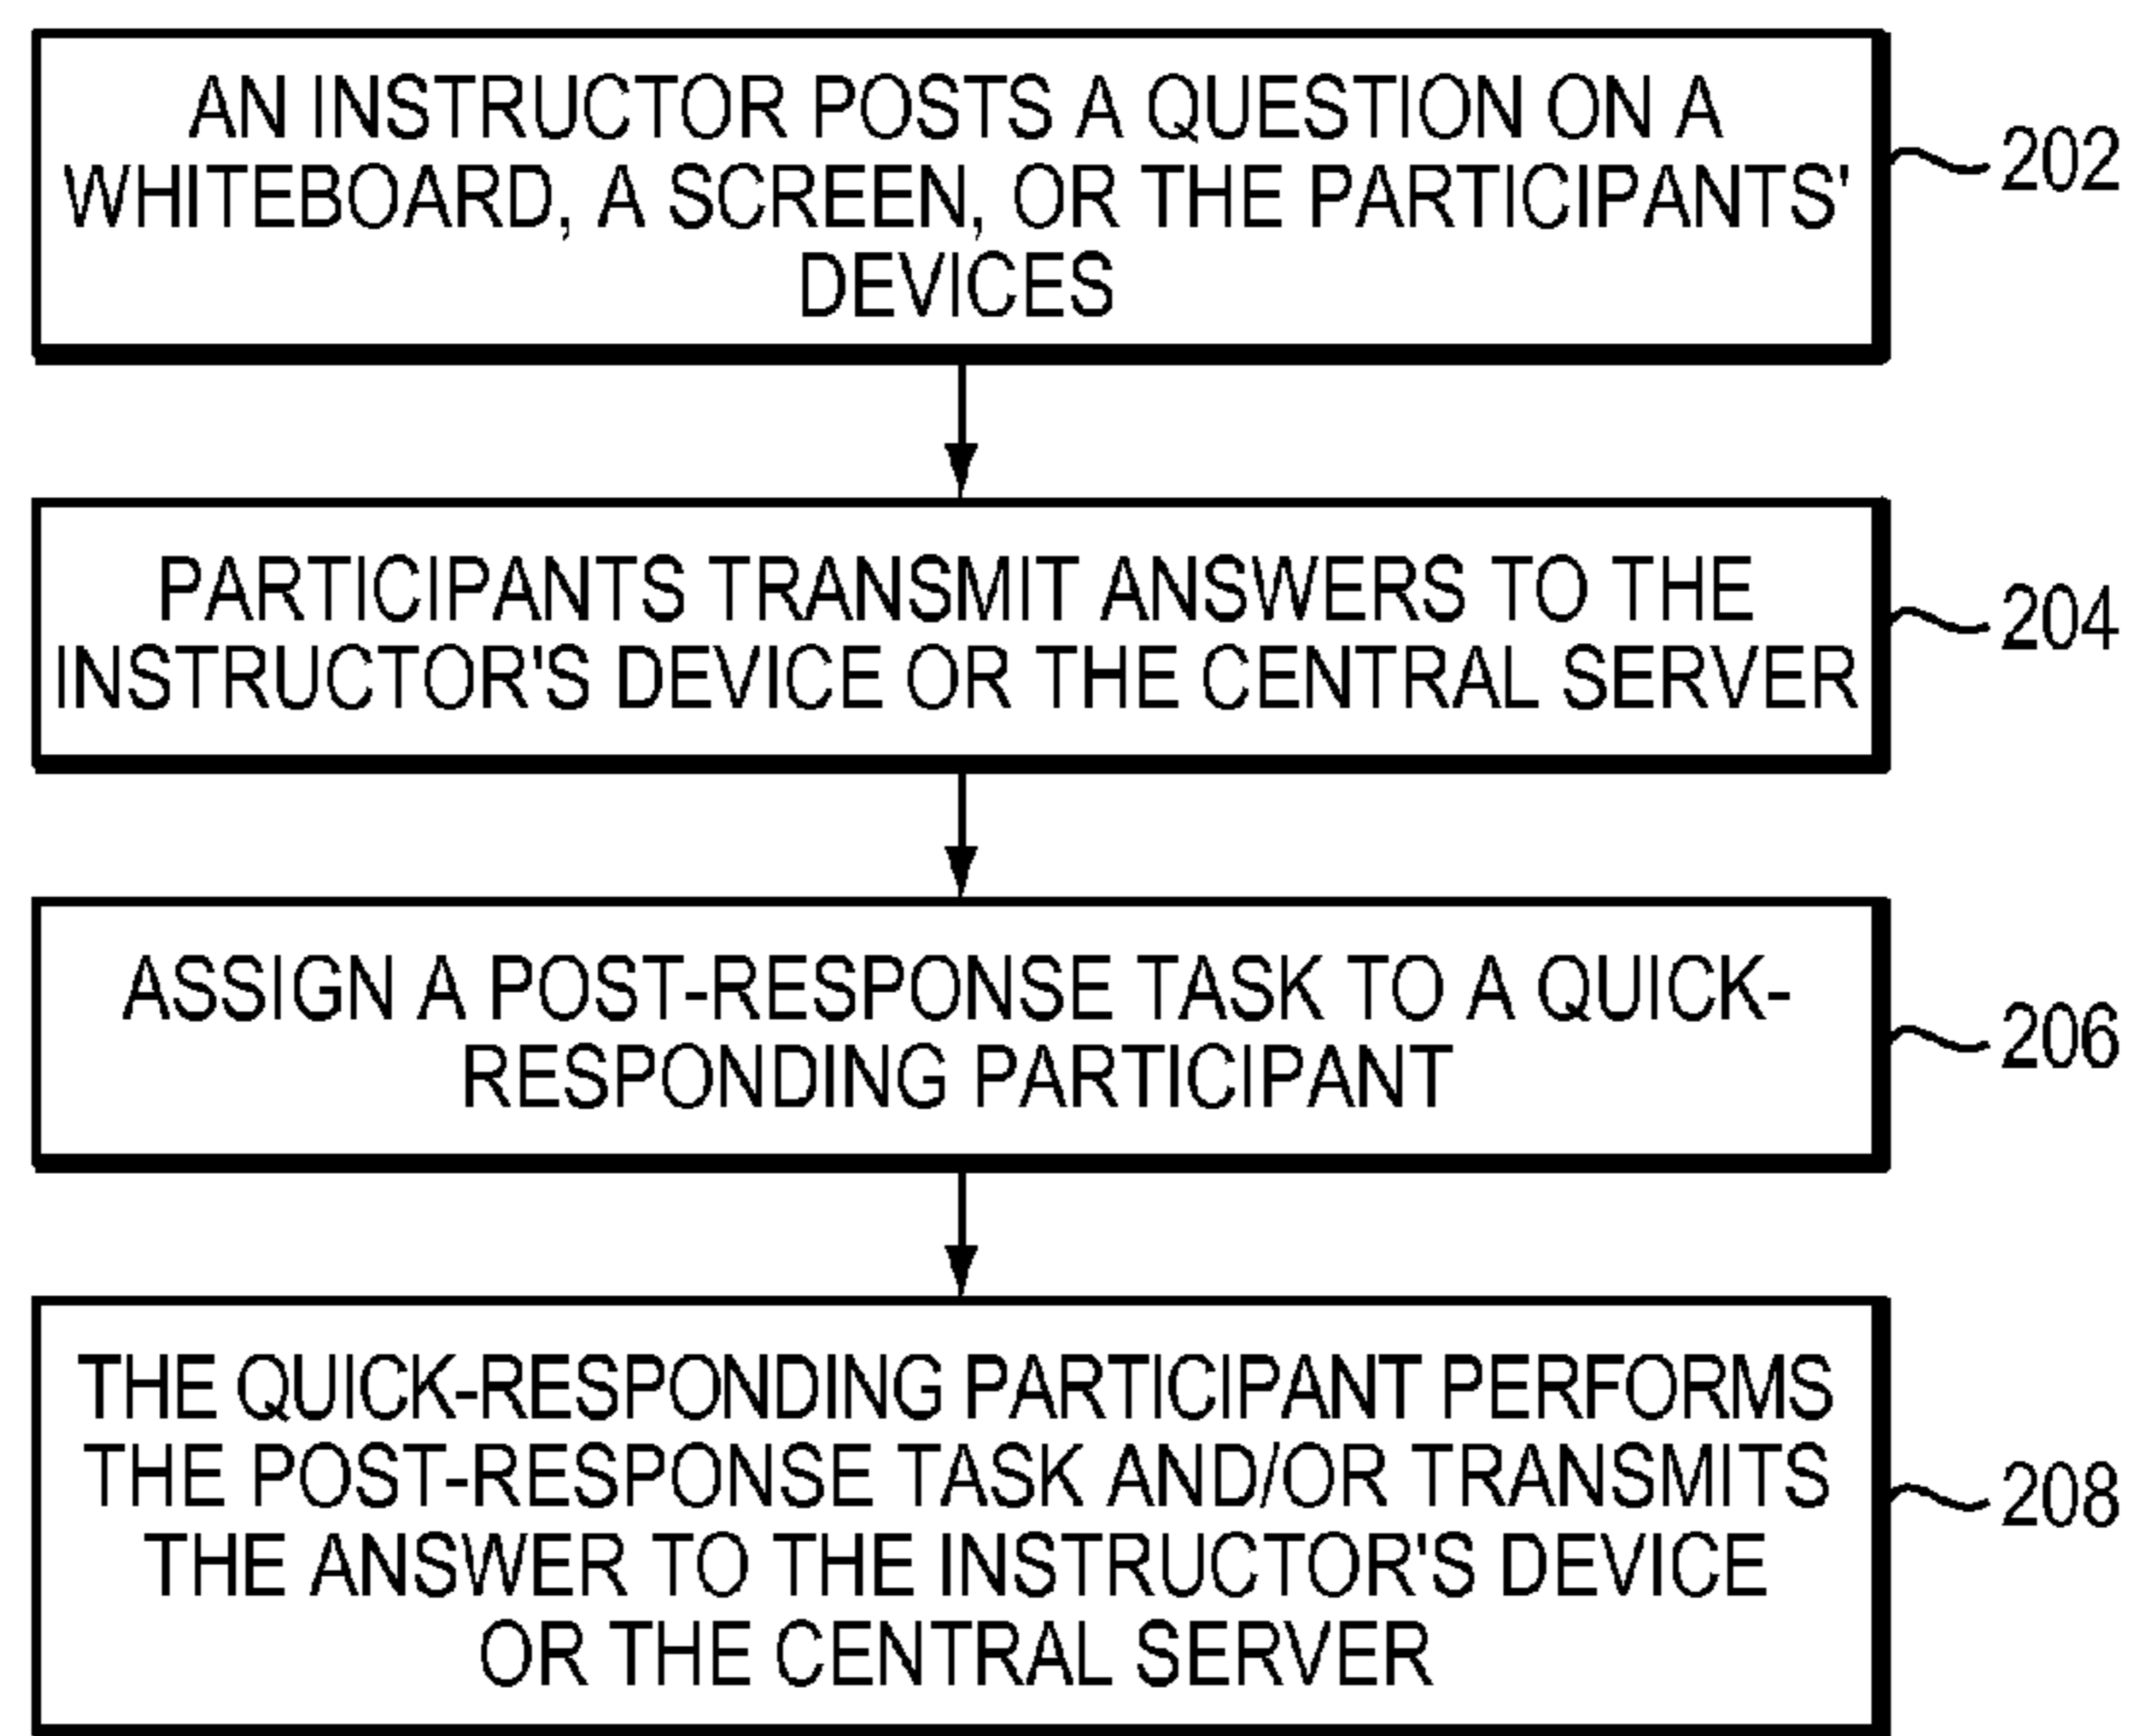 AN INSTRUCTOR POSTS A QUESTION ON A
WHITEBOARD, A SCREEN, OR THE PARTICIPANTS'
DEVICES
202
PARTICIPANTS TRANSMIT ANSWERS TO THE
INSTRUCTOR'S DEVICE OR THE CENTRAL SERVER
204
ASSIGN A POST-RESPONSE TASK TO A QUICK-
RESPONDING PARTICIPANT
206
THE QUICK-RESPONDING PARTICIPANT PERFORMS
THE POST-RESPONSE TASK AND/OR TRANSMITS
THE ANSWER TO THE INSTRUCTOR'S DEVICE
OR THE CENTRAL SERVER
208